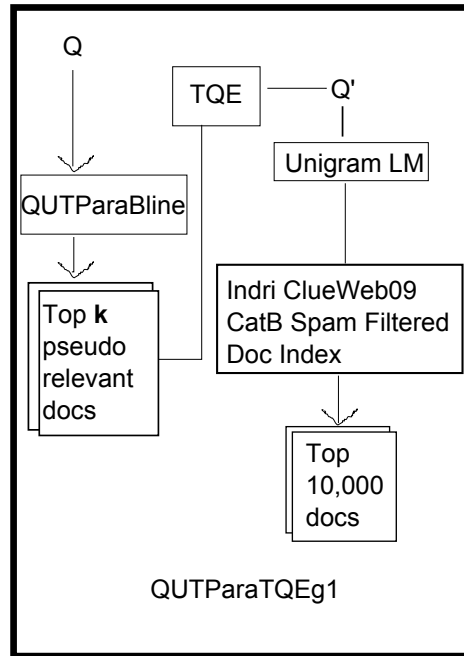 Q
QUTParaBline
Top k
pseudo
relevant
docs
TQE
Q'
Unigram LM
Indri ClueWeb09
CatB Spam Filtered
Doc Index
Top
10,000
docs
QUTParaTQEg1